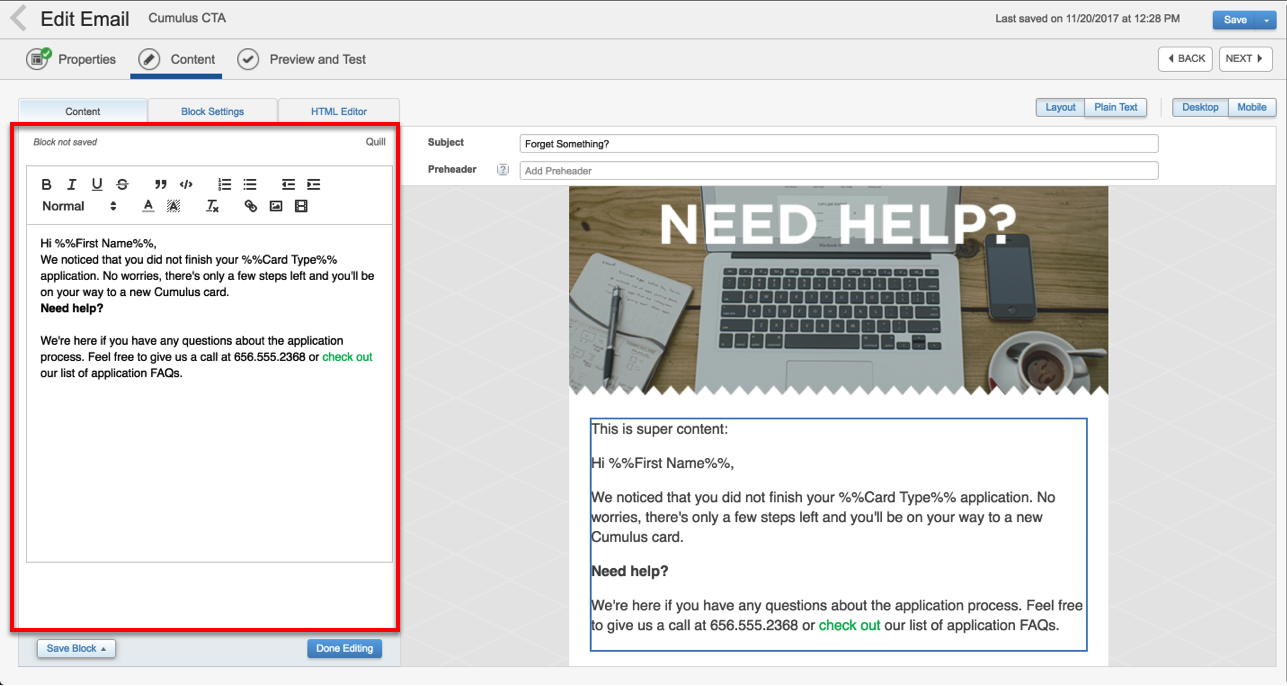 Edit Email Cumulus CTA Last saved on 11/20/2017 at 12:28 PM Save
Properties Content Preview and Test BACK NEXT
Content Block Settings HTML Editor Layout Plain Text Desktop Mobile
Block not saved Quill
Normal
Hi %%First Name%%,
We noticed that you did not finish your %%Card Type%%
application. No worries, there's only a few steps left and you'll be
on your way to a new Cumulus card.
Need help?
We're here if you have any questions about the application
process. Feel free to give us a call at 656.555.2368 or check out
our list of application FAQs.
Save Block Done Editing
Subject Forget Something?
Preheader ? Add Preheader
NEED HELP?
This is super content:
Hi %%First Name%%,
We noticed that you did not finish your %%Card Type%% application. No
worries, there's only a few steps left and you'll be on your way to a new
Cumulus card.
Need help?
We're here if you have any questions about the application process. Feel free
to give us a call at 656.555.2368 or check out our list of application FAQs.